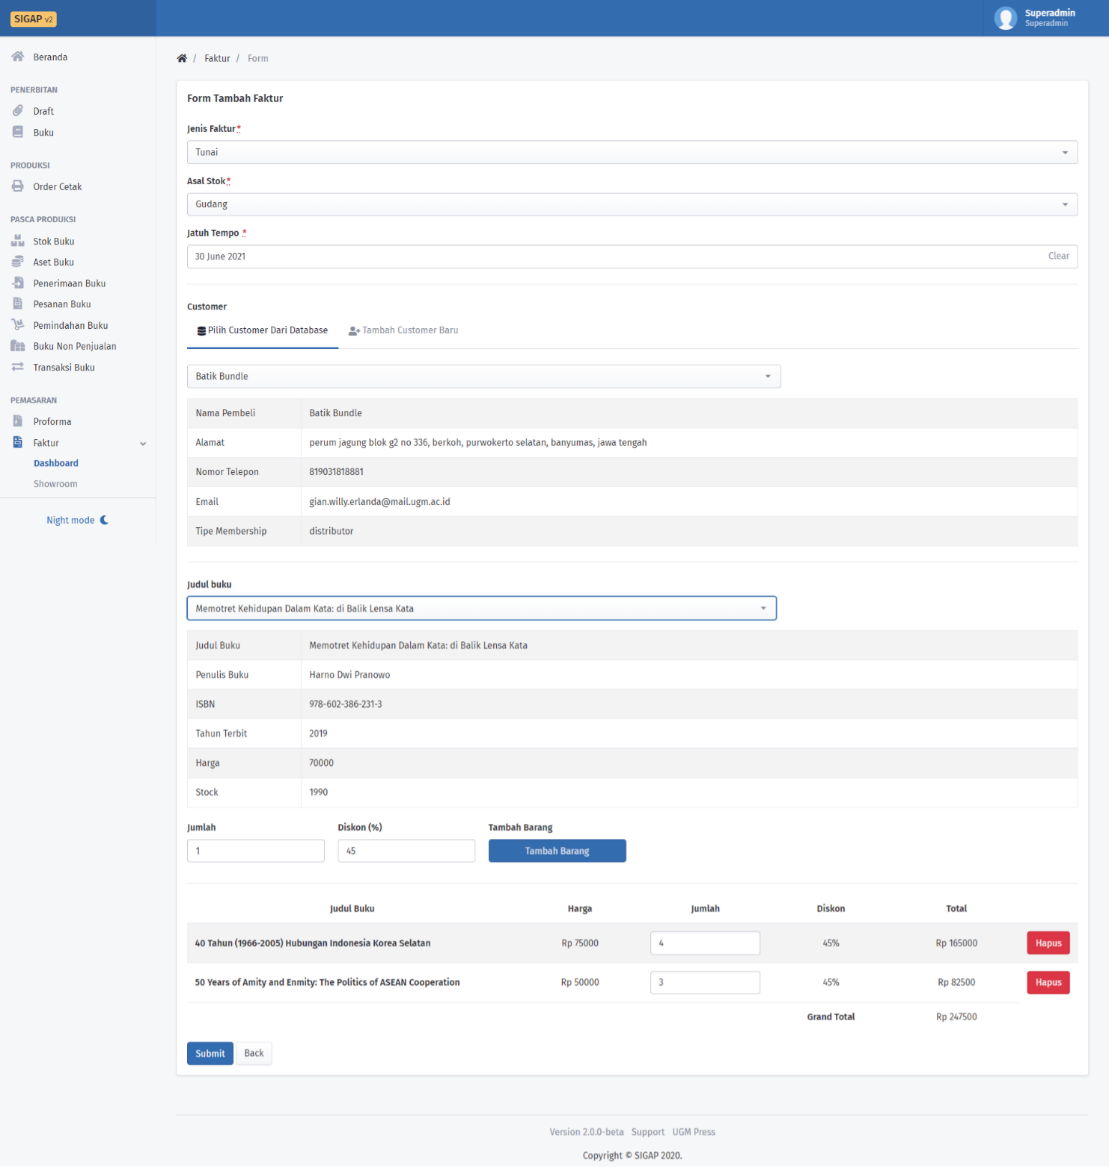 SIGAP v2
Superadmin
Superadmin
Beranda
PENERBITAN
Draft
Buku
PRODUKSI
Order Cetak
PASCA PRODUKSI
Stok Buku
Aset Buku
Penerimaan Buku
Pesanan Buku
Pemindahan Buku
Buku Non Penjualan
Transaksi Buku
PEMASARAN
Proforma
Faktur
Dashboard
Showroom
Night mode
/ Faktur / Form
Form Tambah Faktur
Jenis Faktur *
Tunai
Asal Stok *
Gudang
Jatuh Tempo *
30 June 2021 Clear
Customer
Pilih Customer Dari Database Tambah Customer Baru
Batik Bundle
Nama Pembeli Batik Bundle
Alamat perum jagung blok g2 no 336, berkoh, purwokerto selatan, banyumas, jawa tengah
Nomor Telepon 819031818881
Email gian.willy.erlanda@mail.ugm.ac.id
Tipe Membership distributor
Judul buku
Memotret Kehidupan Dalam Kata: di Balik Lensa Kata
Judul Buku Memotret Kehidupan Dalam Kata: di Balik Lensa Kata
Penulis Buku Harno Dwi Pranowo
ISBN 978-602-386-231-3
Tahun Terbit 2019
Harga 70000
Stock 1990
Jumlah Diskon (%) Tambah Barang
1 45 Tambah Barang
Judul Buku Harga Jumlah Diskon Total
40 Tahun (1966-2005) Hubungan Indonesia Korea Selatan Rp 75000 4 45% Rp 165000 Hapus
50 Years of Amity and Enmity: The Politics of ASEAN Cooperation Rp 50000 3 45% Rp 82500 Hapus
Grand Total Rp 247500
Submit Back
Version 2.0.0-beta Support UGM Press
Copyright © SIGAP 2020.